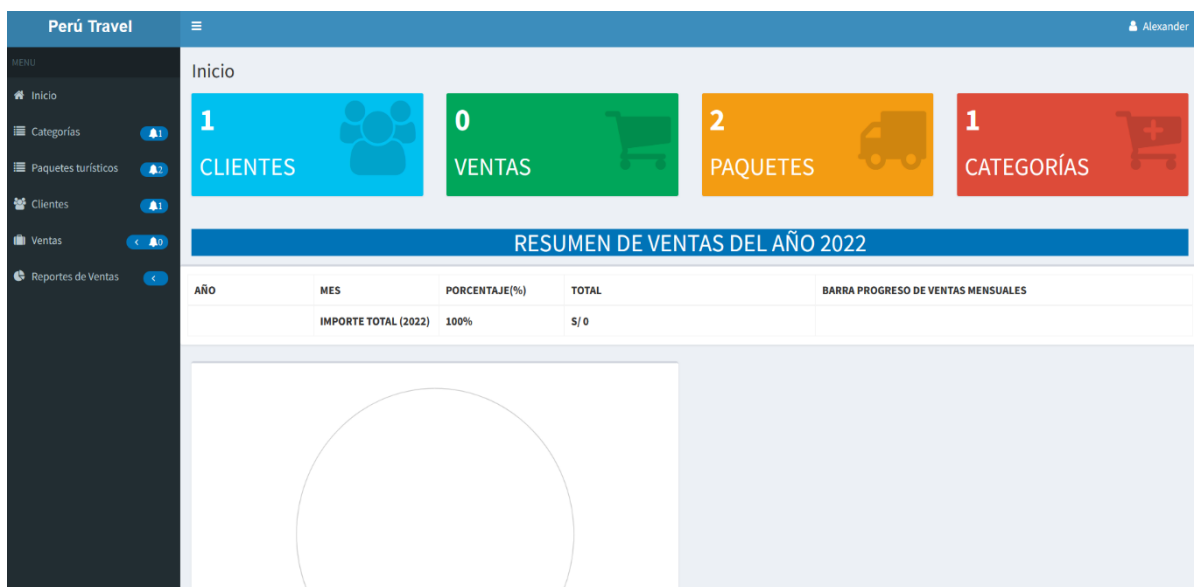 Perú Travel
Alexander
MENU
Inicio
Categorías 1
Paquetes turísticos 2
Clientes 1
Ventas 0
Reportes de Ventas
Inicio
1
CLIENTES
0
VENTAS
2
PAQUETES
1
CATEGORÍAS
RESUMEN DE VENTAS DEL AÑO 2022
AÑO MES PORCENTAJE(%) TOTAL BARRA PROGRESO DE VENTAS MENSUALES
IMPORTE TOTAL (2022) 100% S/ 0